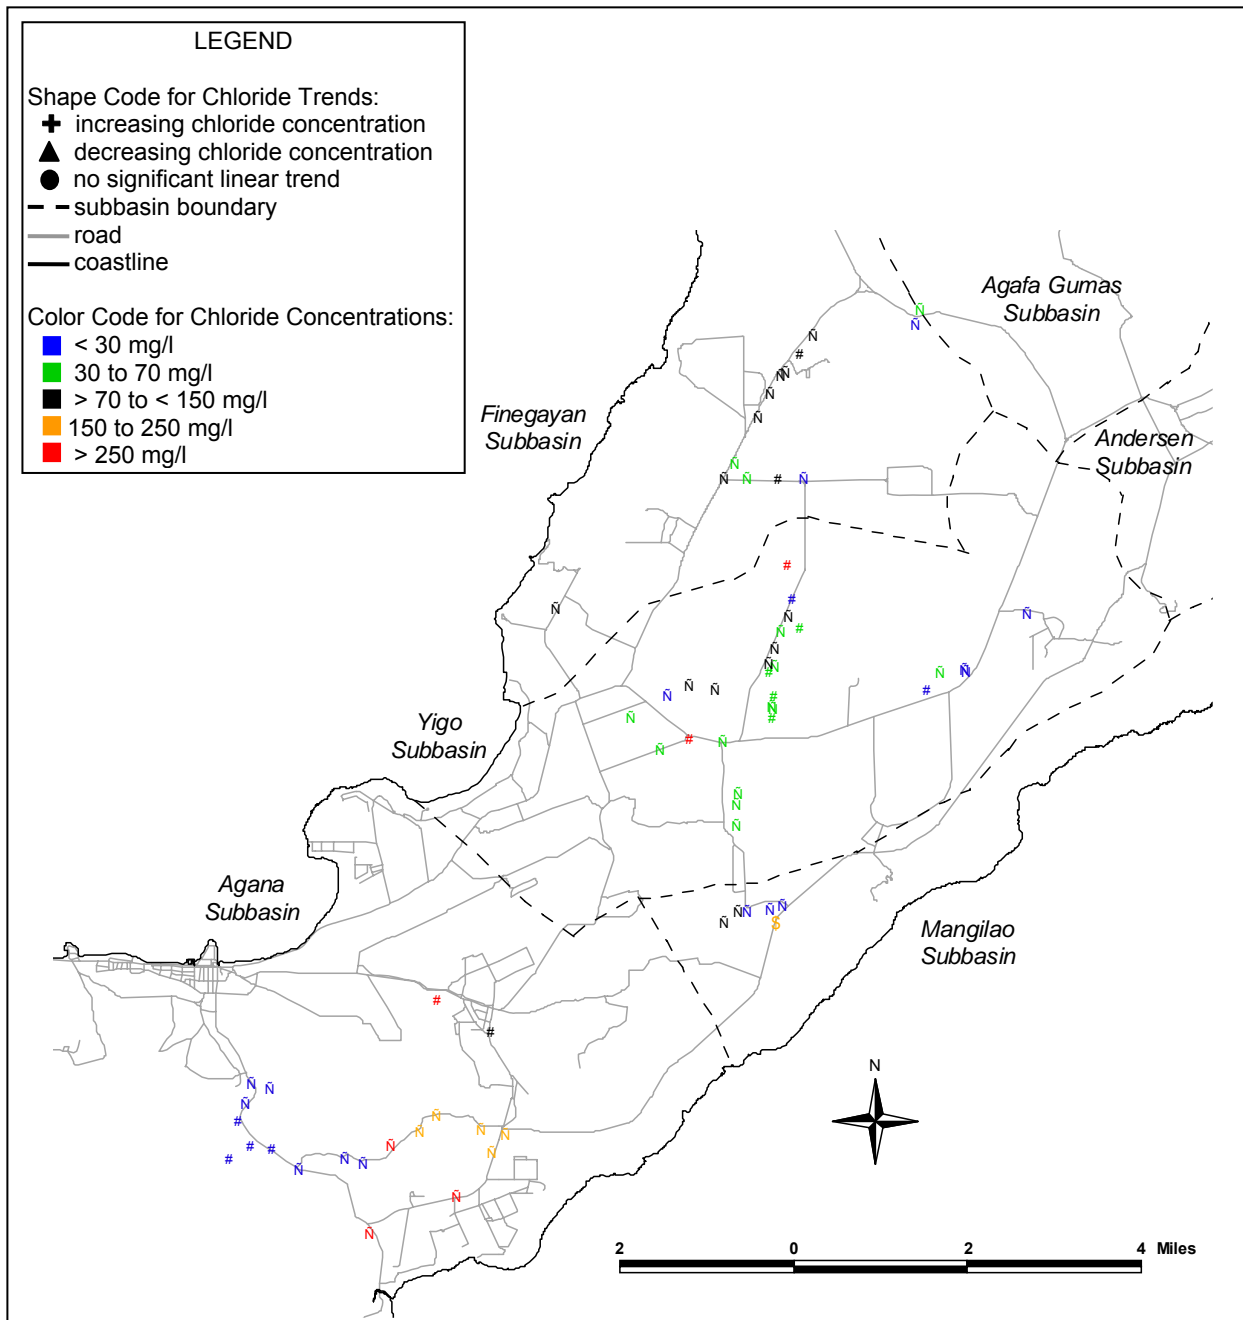 LEGEND
Shape Code for Chloride Trends:
increasing chloride concentration
decreasing chloride concentration
no significant linear trend
subbasin boundary
road
coastline
Color Code for Chloride Concentrations:
< 30 mg/l
30 to 70 mg/l
> 70 to < 150 mg/l
150 to 250 mg/l
> 250 mg/l
Agafa Gumas
Subbasin
Finegayan
Subbasin
Andersen
Subbasin
Yigo
Subbasin
Agana
Subbasin
Mangilao
Subbasin
N
2 0 2 4 Miles